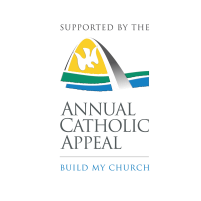 SUPPORTED BY THE
ANNUAL
CATHOLIC
APPEAL
BUILD MY CHURCH